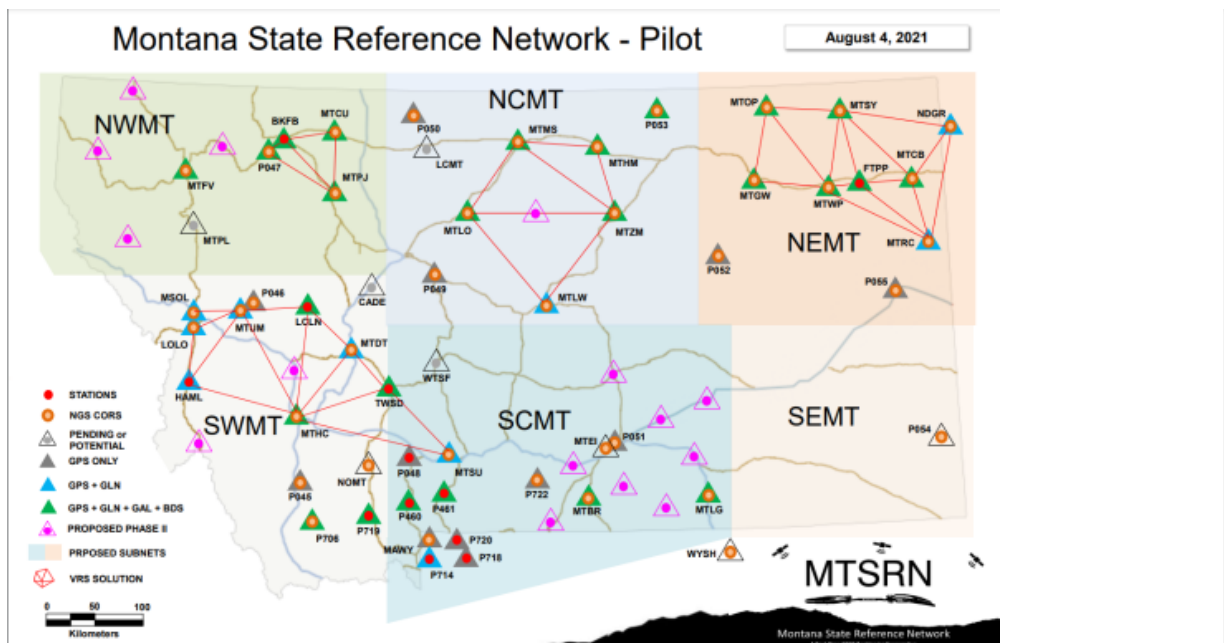 Montana State Reference Network - Pilot
August 4, 2021
NWMT
NCMT
NEMT
SWMT
SCMT
SEMT
BKFB
MTCU
P047
MTPJ
MTFV
MTPL
P050
LCMT
MTMS
MTHM
P053
MTLO
MTZM
P049
MTLW
CADE
MTOP
MTSY
NDGR
MTCB
FTPP
MTGW
MTWP
MTRC
P052
P055
MSOL
P046
MTUM
LCLN
LOLO
MTDT
HAML
TWSD
MTHC
WTSF
MTSU
P048
NOMT
P045
P706
P719
P460
P461
MAWY
P720
P714
P718
MTEI
P051
P722
MTBR
MTLG
P054
WYSH
STATIONS
NGS CORS
PENDING or
POTENTIAL
GPS ONLY
GPS + GLN
GPS + GLN + GAL + BDS
PROPOSED PHASE II
PRPOSED SUBNETS
VRS SOLUTION
0 50 100
Kilometers
MTSRN
Montana State Reference Network